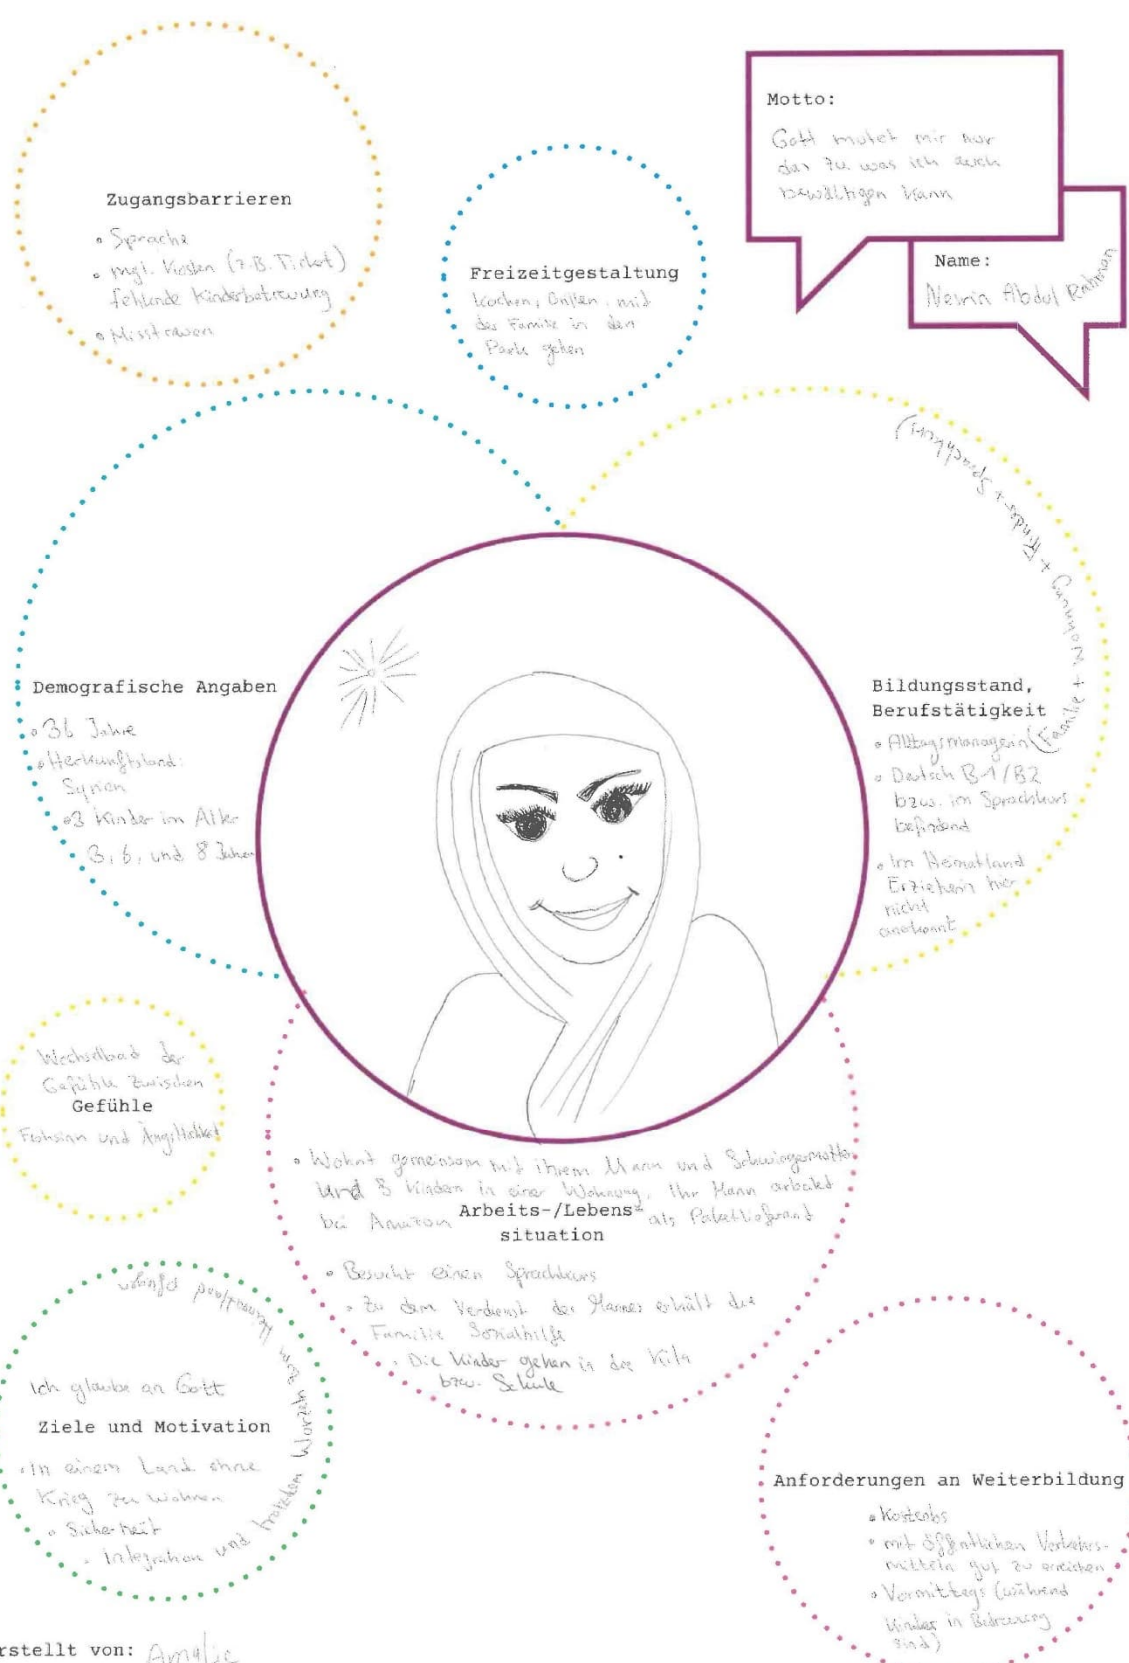 Motto:
Gott mutet mir nur
das zu was ich auch
bewältigen kann
Name:
Newin Abdul Rahman
Zugangsbarrieren
• Sprache
• mgl. Kosten (z.B. Ticket)
fehlende Kinderbetreuung
• Misstrauen
Freizeitgestaltung
Kochen, Grillen, mit
der Familie in den
Park gehen
Demografische Angaben
• 36 Jahre
• Herkunftsland:
Syrien
• 3 Kinder im Alter
3, 6, und 8 Jahren
Bildungsstand,
Berufstätigkeit
• Alltagsmanagerin (Familie + Wohnung + Kinder + Sprachkurs)
• Deutsch B1/B2
bzw. im Sprachkurs
befindend
• Im Heimatland
Erzieherin hier
nicht
anerkannt
Wechselbad der
Gefühle zwischen
Gefühle
Frohsinn und Ängstlichkeit
• Wohnt gemeinsam mit ihrem Mann und Schwiegermutter
und 3 Kindern in einer Wohnung. Ihr Mann arbeitet
bei Amazon als Paketlieferant
Arbeits-/Lebens-
situation
• Besucht einen Sprachkurs
• Zu dem Verdienst des Mannes erhält die
Familie Sozialhilfe
• Die Kinder gehen in die Kita
bzw. Schule
Ich glaube an Gott
Ziele und Motivation
• In einem Land ohne
Krieg zu wohnen
• Sicherheit
• Integration und trotzdem Wurzeln zum Heimatland pflegen
Anforderungen an Weiterbildung
• Kostenlos
• mit öffentlichen Verkehrs-
mitteln gut zu erreichen
• Vormittags (während
Kinder in Betreuung
sind)
rstellt von: Amalie